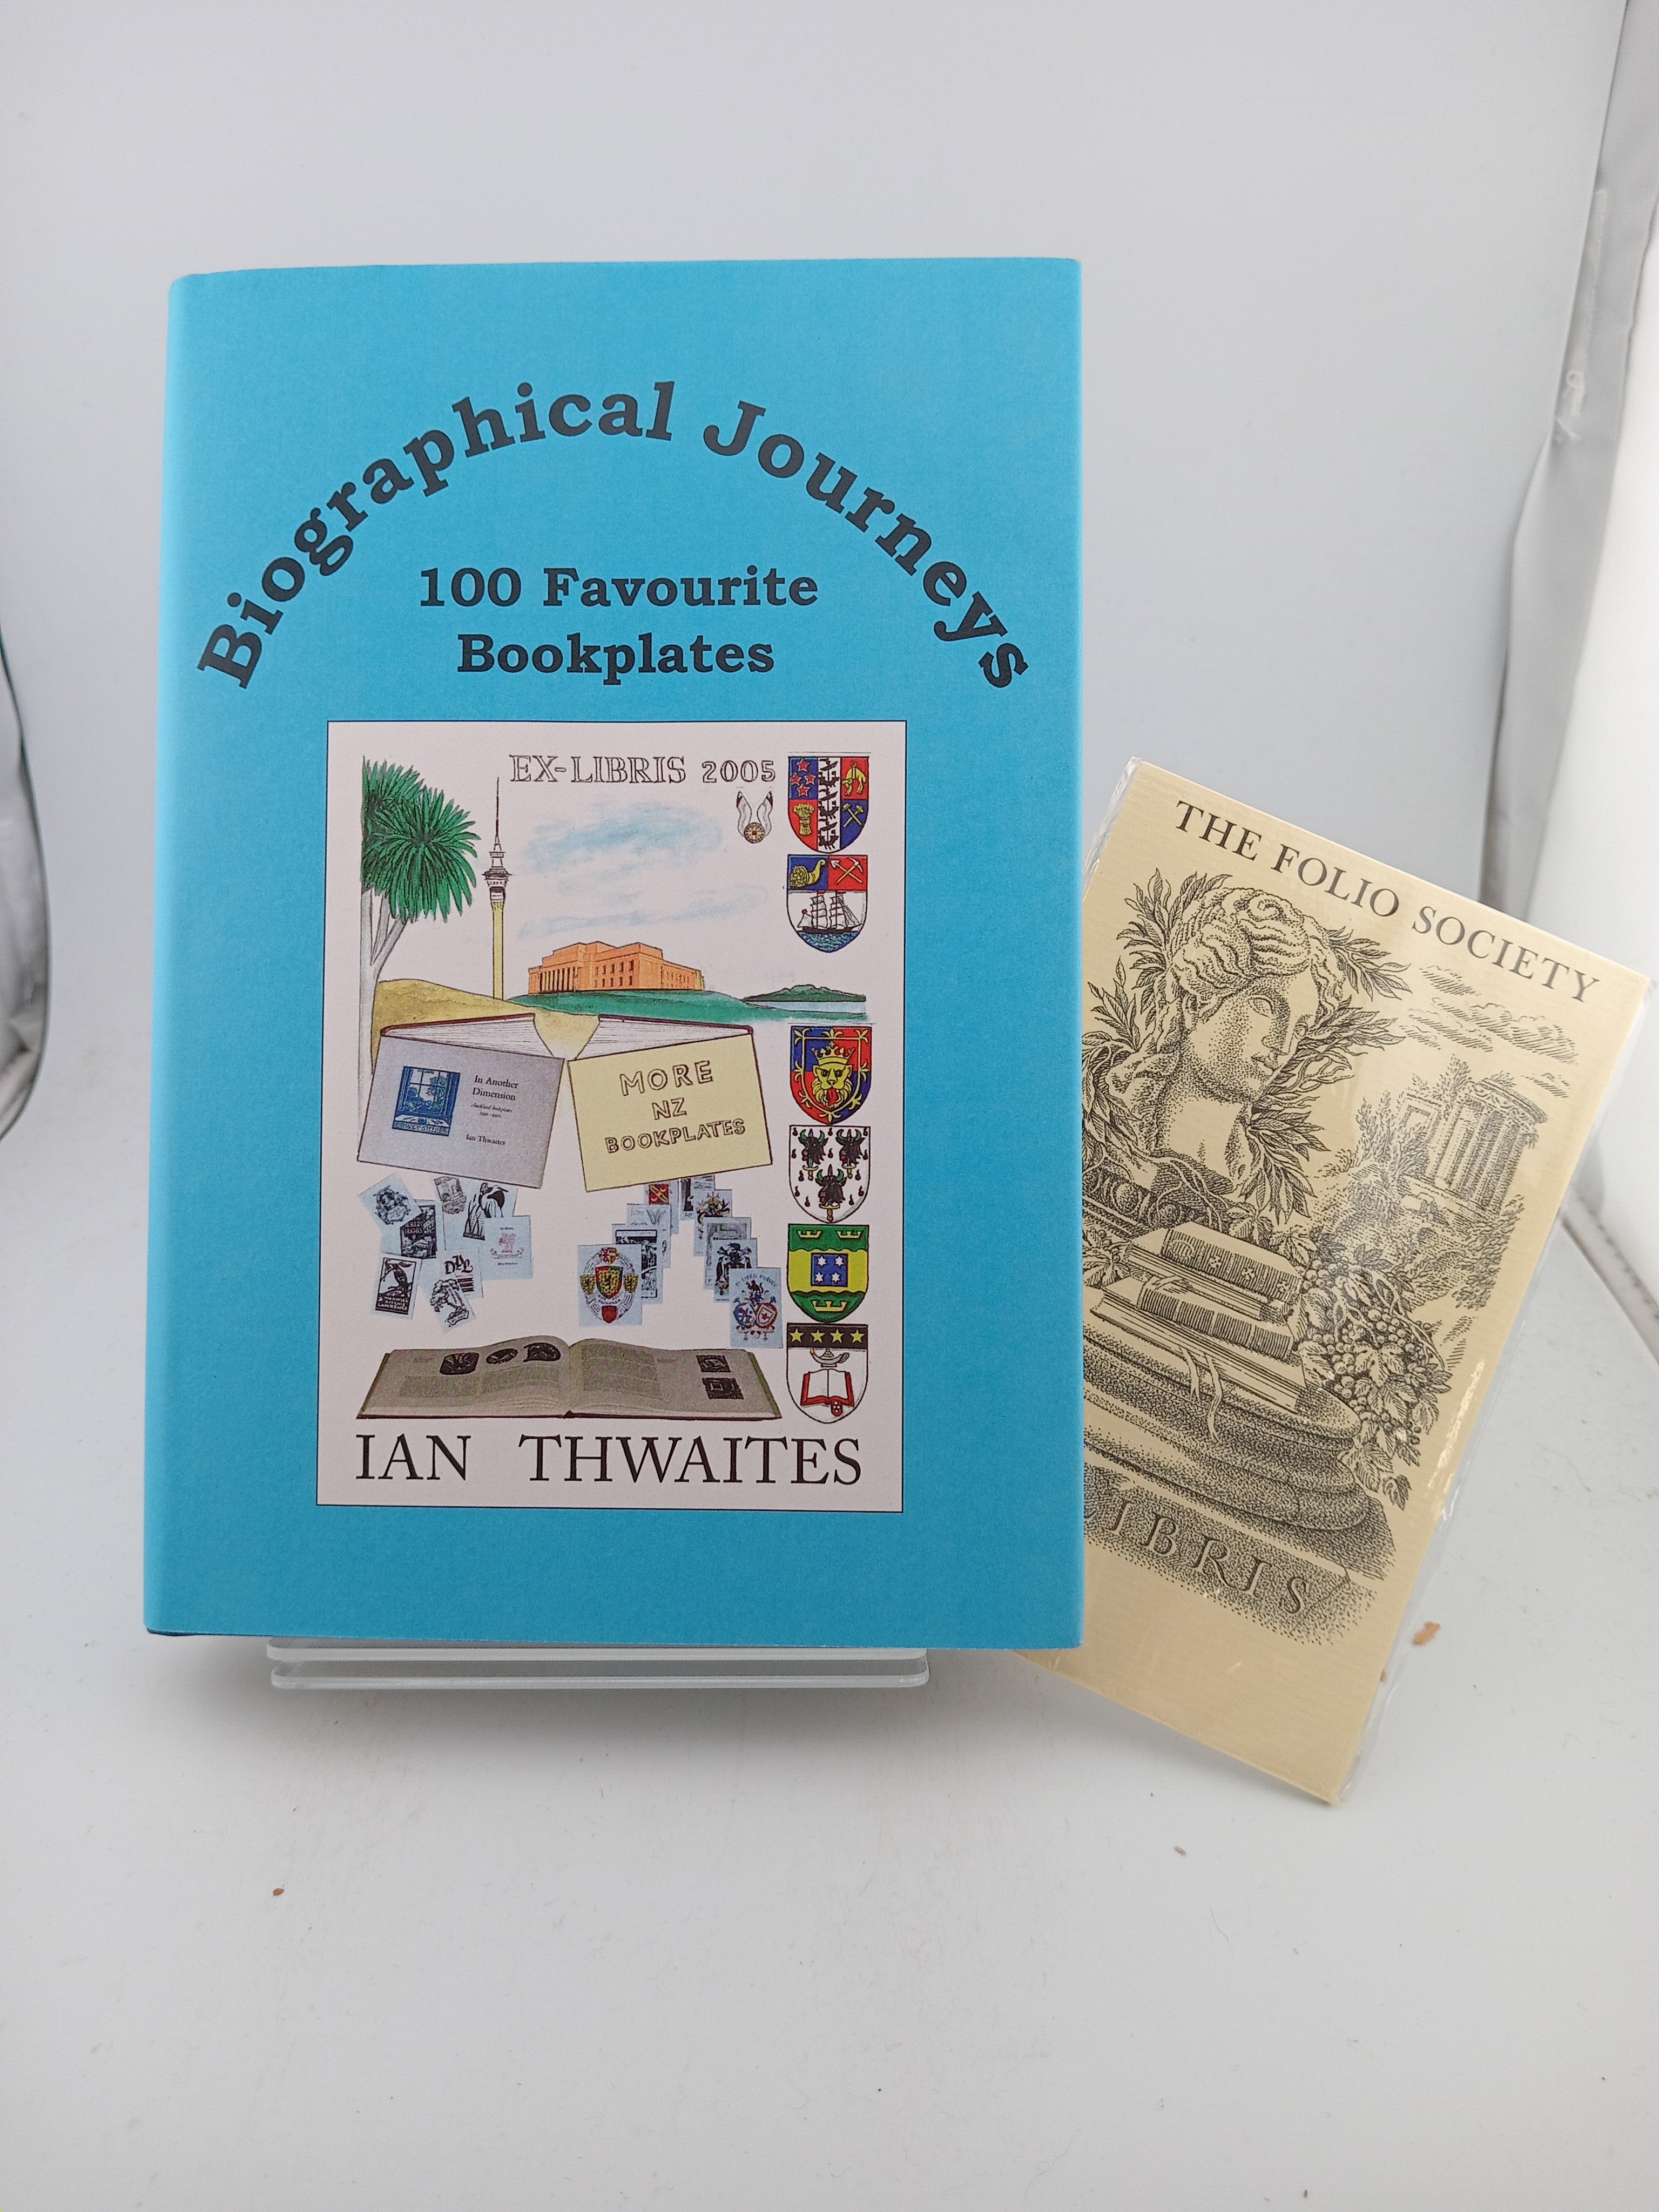 Biographical Journeys
100 Favourite
Bookplates
EX-LIBRIS 2005
In Another
Dimension
Ian Thwaites
MORE
NZ
BOOKPLATES
IAN THWAITES
THE FOLIO SOCIETY
LIBRIS